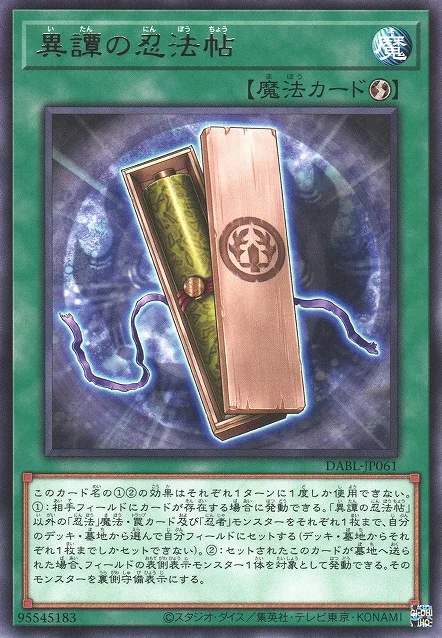 異譚の忍法帖
【魔法カード】
魔
DABL-JP061
このカード名の①②の効果はそれぞれ1ターンに1度しか使用できない。
①:相手フィールドにカードが存在する場合に発動できる。「異譚の忍法帖」
以外の「忍法」魔法・罠カード及び「忍者」モンスターをそれぞれ1枚まで、自分
のデッキ・墓地から選んで自分フィールドにセットする(デッキ・墓地からそれ
ぞれ1枚までしかセットできない)。②:セットされたこのカードが墓地へ送ら
れた場合、フィールドの表側表示モンスター1体を対象として発動できる。その
モンスターを裏側守備表示にする。
95545183
©スタジオ・ダイス/集英社・テレビ東京・KONAMI